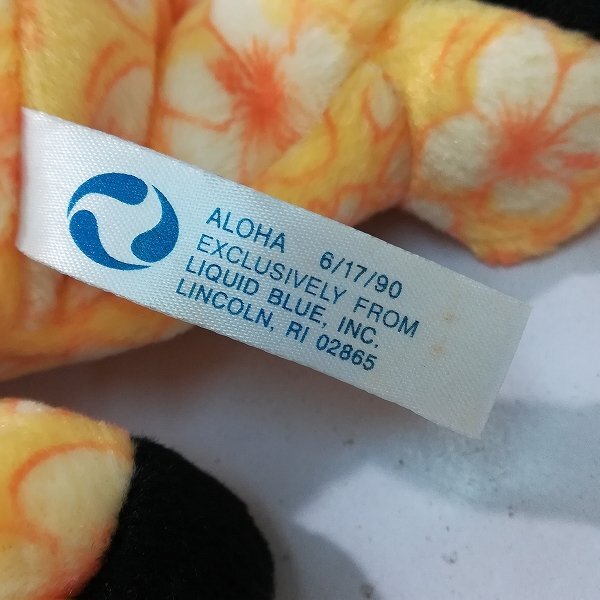 ALOHA 6/17/90
EXCLUSIVELY FROM
LIQUID BLUE, INC.
LINCOLN, RI 02865